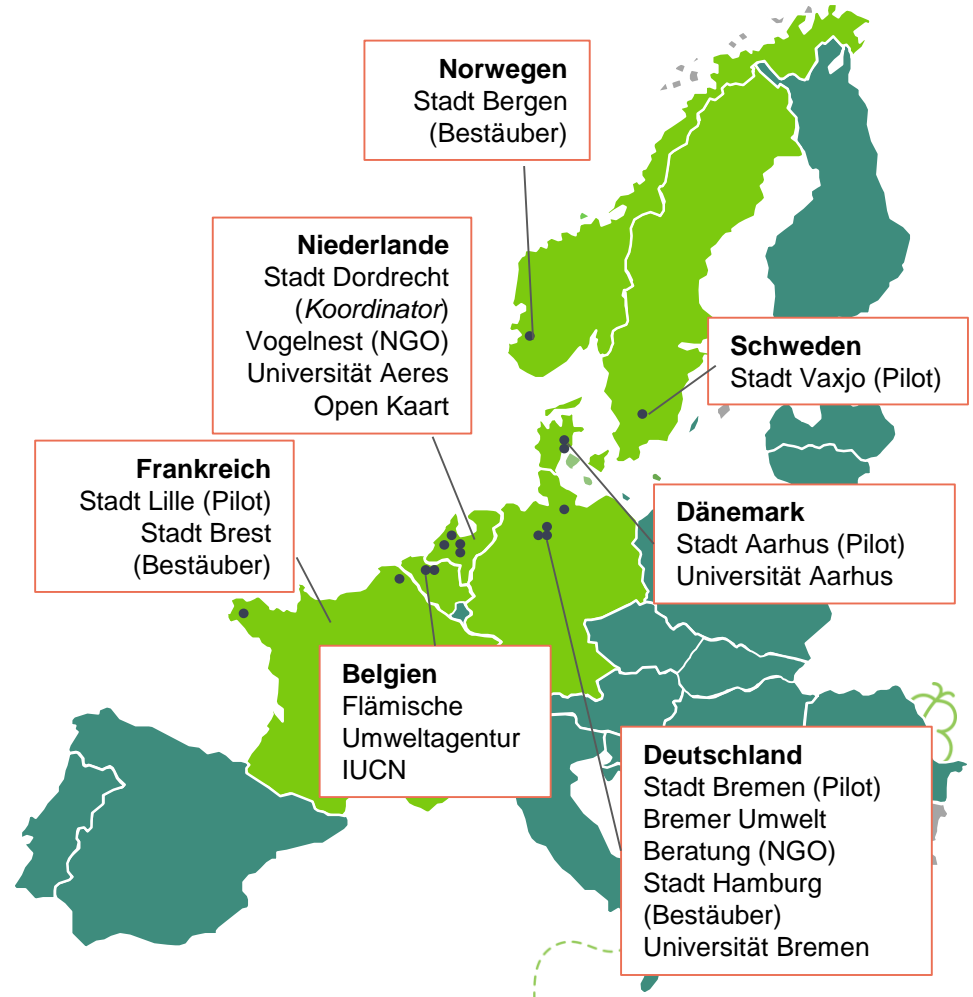 Norwegen
Stadt Bergen
(Bestäuber)
Niederlande
Stadt Dordrecht
(Koordinator)
Vogelnest (NGO)
Universität Aeres
Open Kaart
Schweden
Stadt Vaxjo (Pilot)
Frankreich
Stadt Lille (Pilot)
Stadt Brest
(Bestäuber)
Dänemark
Stadt Aarhus (Pilot)
Universität Aarhus
Belgien
Flämische
Umweltagentur
IUCN
Deutschland
Stadt Bremen (Pilot)
Bremer Umwelt
Beratung (NGO)
Stadt Hamburg
(Bestäuber)
Universität Bremen